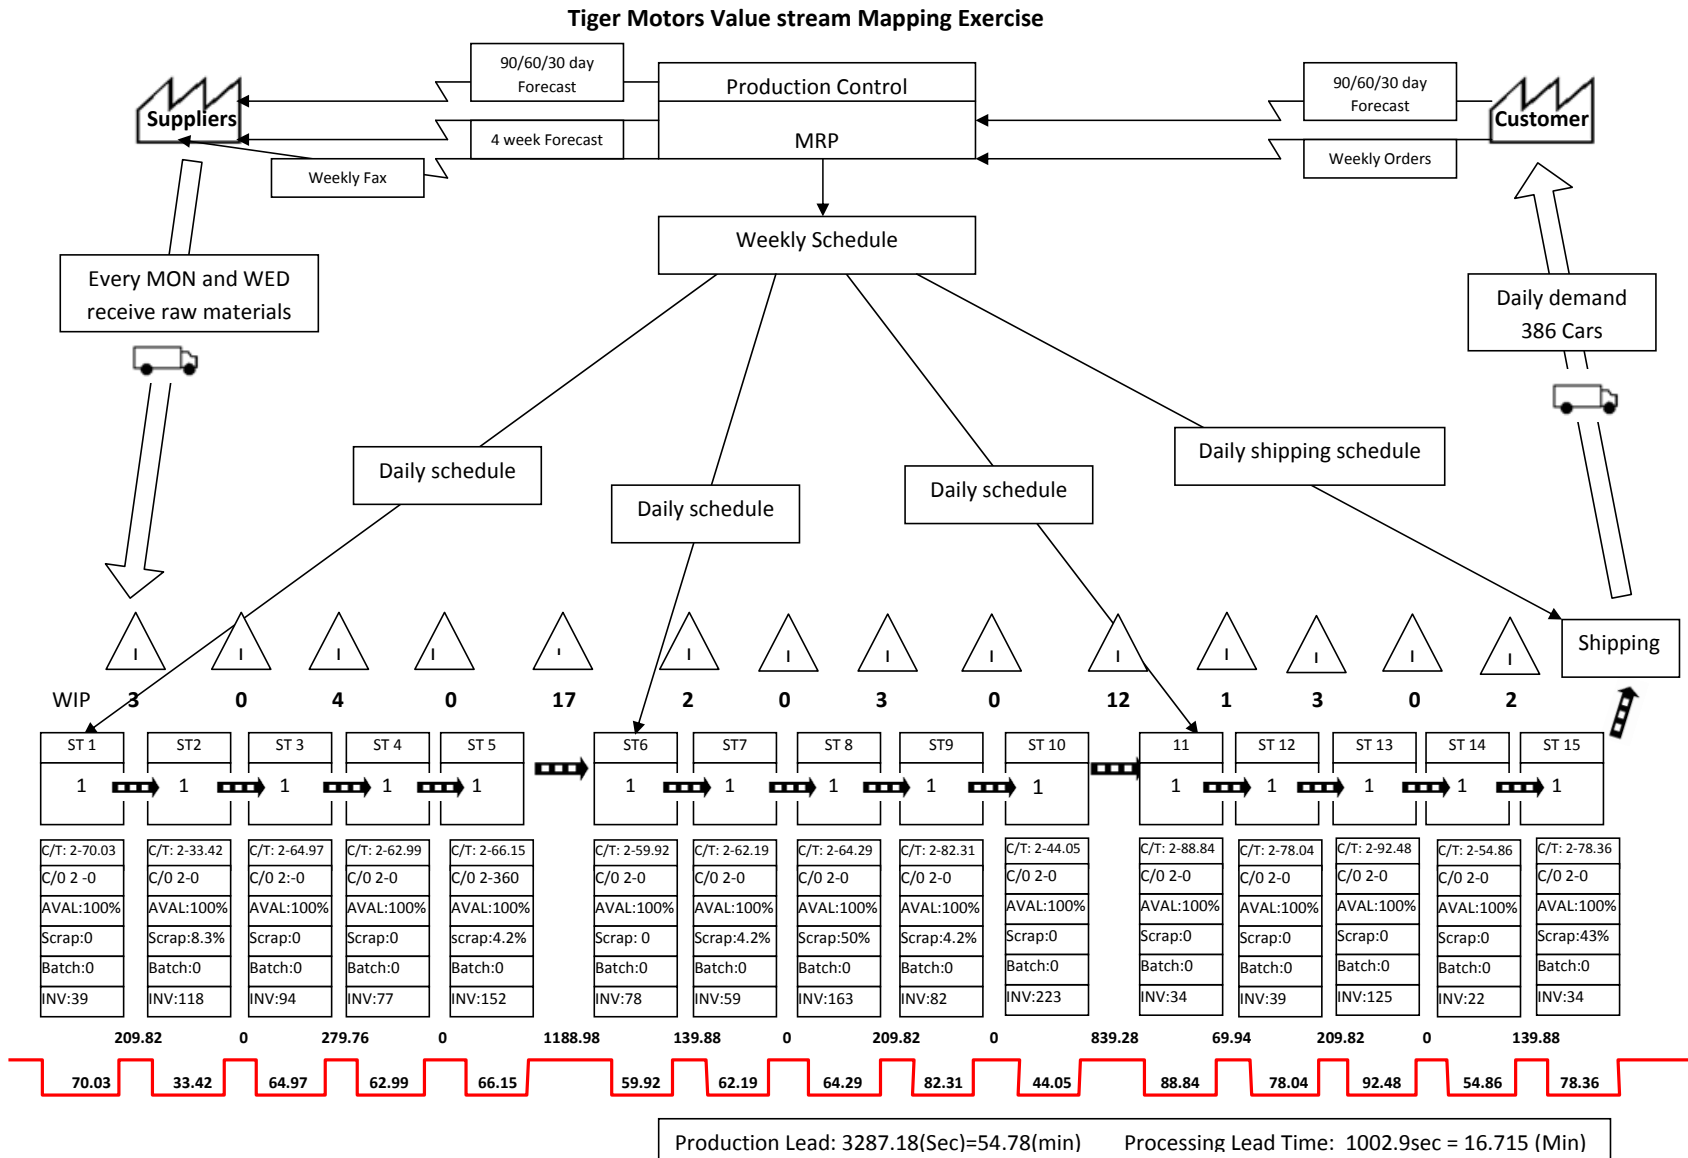 Tiger Motors Value stream Mapping Exercise
90/60/30 day
Forecast
Production Control
90/60/30 day
Forecast
Suppliers
Customer
4 week Forecast
MRP
Weekly Orders
Weekly Fax
Weekly Schedule
Every MON and WED
receive raw materials
Daily demand
386 Cars
Daily schedule
Daily schedule
Daily schedule
Daily shipping schedule
Shipping
I I I I I I I I I I I I I I
WIP 3 0 4 0 17 2 0 3 0 12 1 3 0 2
ST 1 ST2 ST 3 ST 4 ST 5 ST6 ST7 ST 8 ST9 ST 10 11 ST 12 ST 13 ST 14 ST 15
1 1 1 1 1 1 1 1 1 1 1 1 1 1 1
C/T: 2-70.03 C/T: 2-33.42 C/T: 2-64.97 C/T: 2-62.99 C/T: 2-66.15 C/T: 2-59.92 C/T: 2-62.19 C/T: 2-64.29 C/T: 2-82.31 C/T: 2-44.05 C/T: 2-88.84 C/T: 2-78.04 C/T: 2-92.48 C/T: 2-54.86 C/T: 2-78.36
C/0 2 -0 C/0 2-0 C/0 2:-0 C/0 2-0 C/0 2-360 C/0 2-0 C/0 2-0 C/0 2-0 C/0 2-0 C/0 2-0 C/0 2-0 C/0 2-0 C/0 2-0 C/0 2-0 C/0 2-0
AVAL:100% AVAL:100% AVAL:100% AVAL:100% AVAL:100% AVAL:100% AVAL:100% AVAL:100% AVAL:100% AVAL:100% AVAL:100% AVAL:100% AVAL:100% AVAL:100% AVAL:100%
Scrap:0 Scrap:8.3% Scrap:0 Scrap:0 scrap:4.2% Scrap: 0 Scrap:4.2% Scrap:50% Scrap:4.2% Scrap:0 Scrap:0 Scrap:0 Scrap:0 Scrap:0 Scrap:43%
Batch:0 Batch:0 Batch:0 Batch:0 Batch:0 Batch:0 Batch:0 Batch:0 Batch:0 Batch:0 Batch:0 Batch:0 Batch:0 Batch:0 Batch:0
INV:39 INV:118 INV:94 INV:77 INV:152 INV:78 INV:59 INV:163 INV:82 INV:223 INV:34 INV:39 INV:125 INV:22 INV:34
209.82 0 279.76 0 1188.98 139.88 0 209.82 0 839.28 69.94 209.82 0 139.88
70.03 33.42 64.97 62.99 66.15 59.92 62.19 64.29 82.31 44.05 88.84 78.04 92.48 54.86 78.36
Production Lead: 3287.18(Sec)=54.78(min) Processing Lead Time: 1002.9sec = 16.715 (Min)